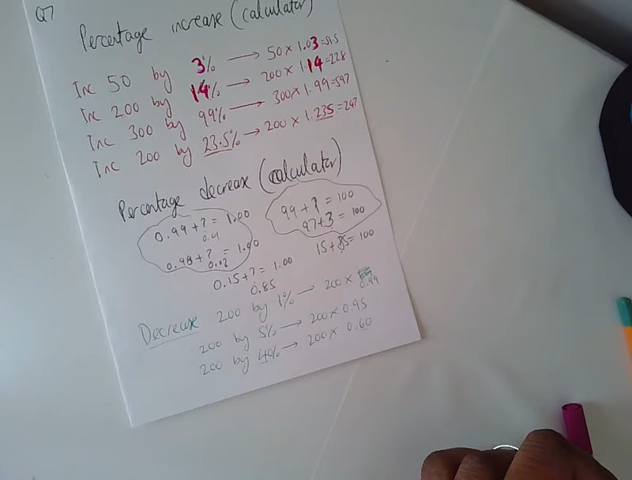 Q7
Percentage increase (calculator)
Inc 50 by 3% → 50 × 1.03 = 51.5
Inc 200 by 14% → 200 × 1.14 = 228
Inc 300 by 99% → 300 × 1.99 = 597
Inc 200 by 23.5% → 200 × 1.235 = 247
Percentage decrease (calculator)
0.99 + ? = 1.00
0.01
0.98 + ? = 1.00
0.02
99 + ? = 100
97 + 3 = 100
0.15 + ? = 1.00
0.85
15 + 85 = 100
Decrease 200 by 1% → 200 × 0.99
200 by 5% → 200 × 0.95
200 by 40% → 200 × 0.60